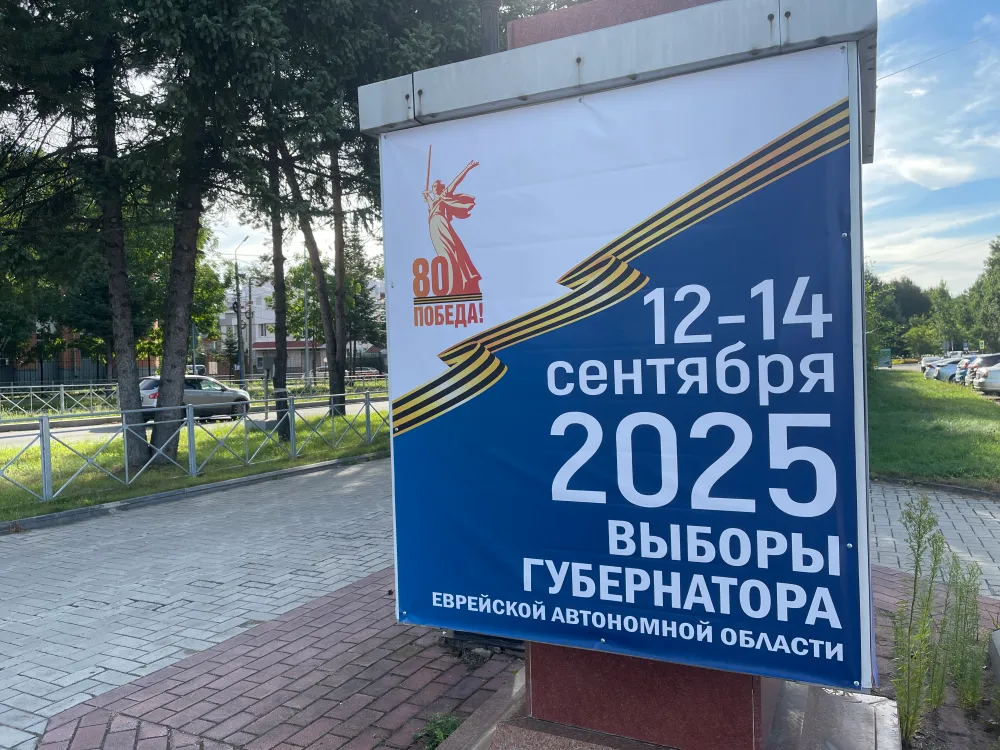 80
ПОБЕДА!
12-14
сентября
2025
ВЫБОРЫ
ГУБЕРНАТОРА
ЕВРЕЙСКОЙ АВТОНОМНОЙ ОБЛАСТИ